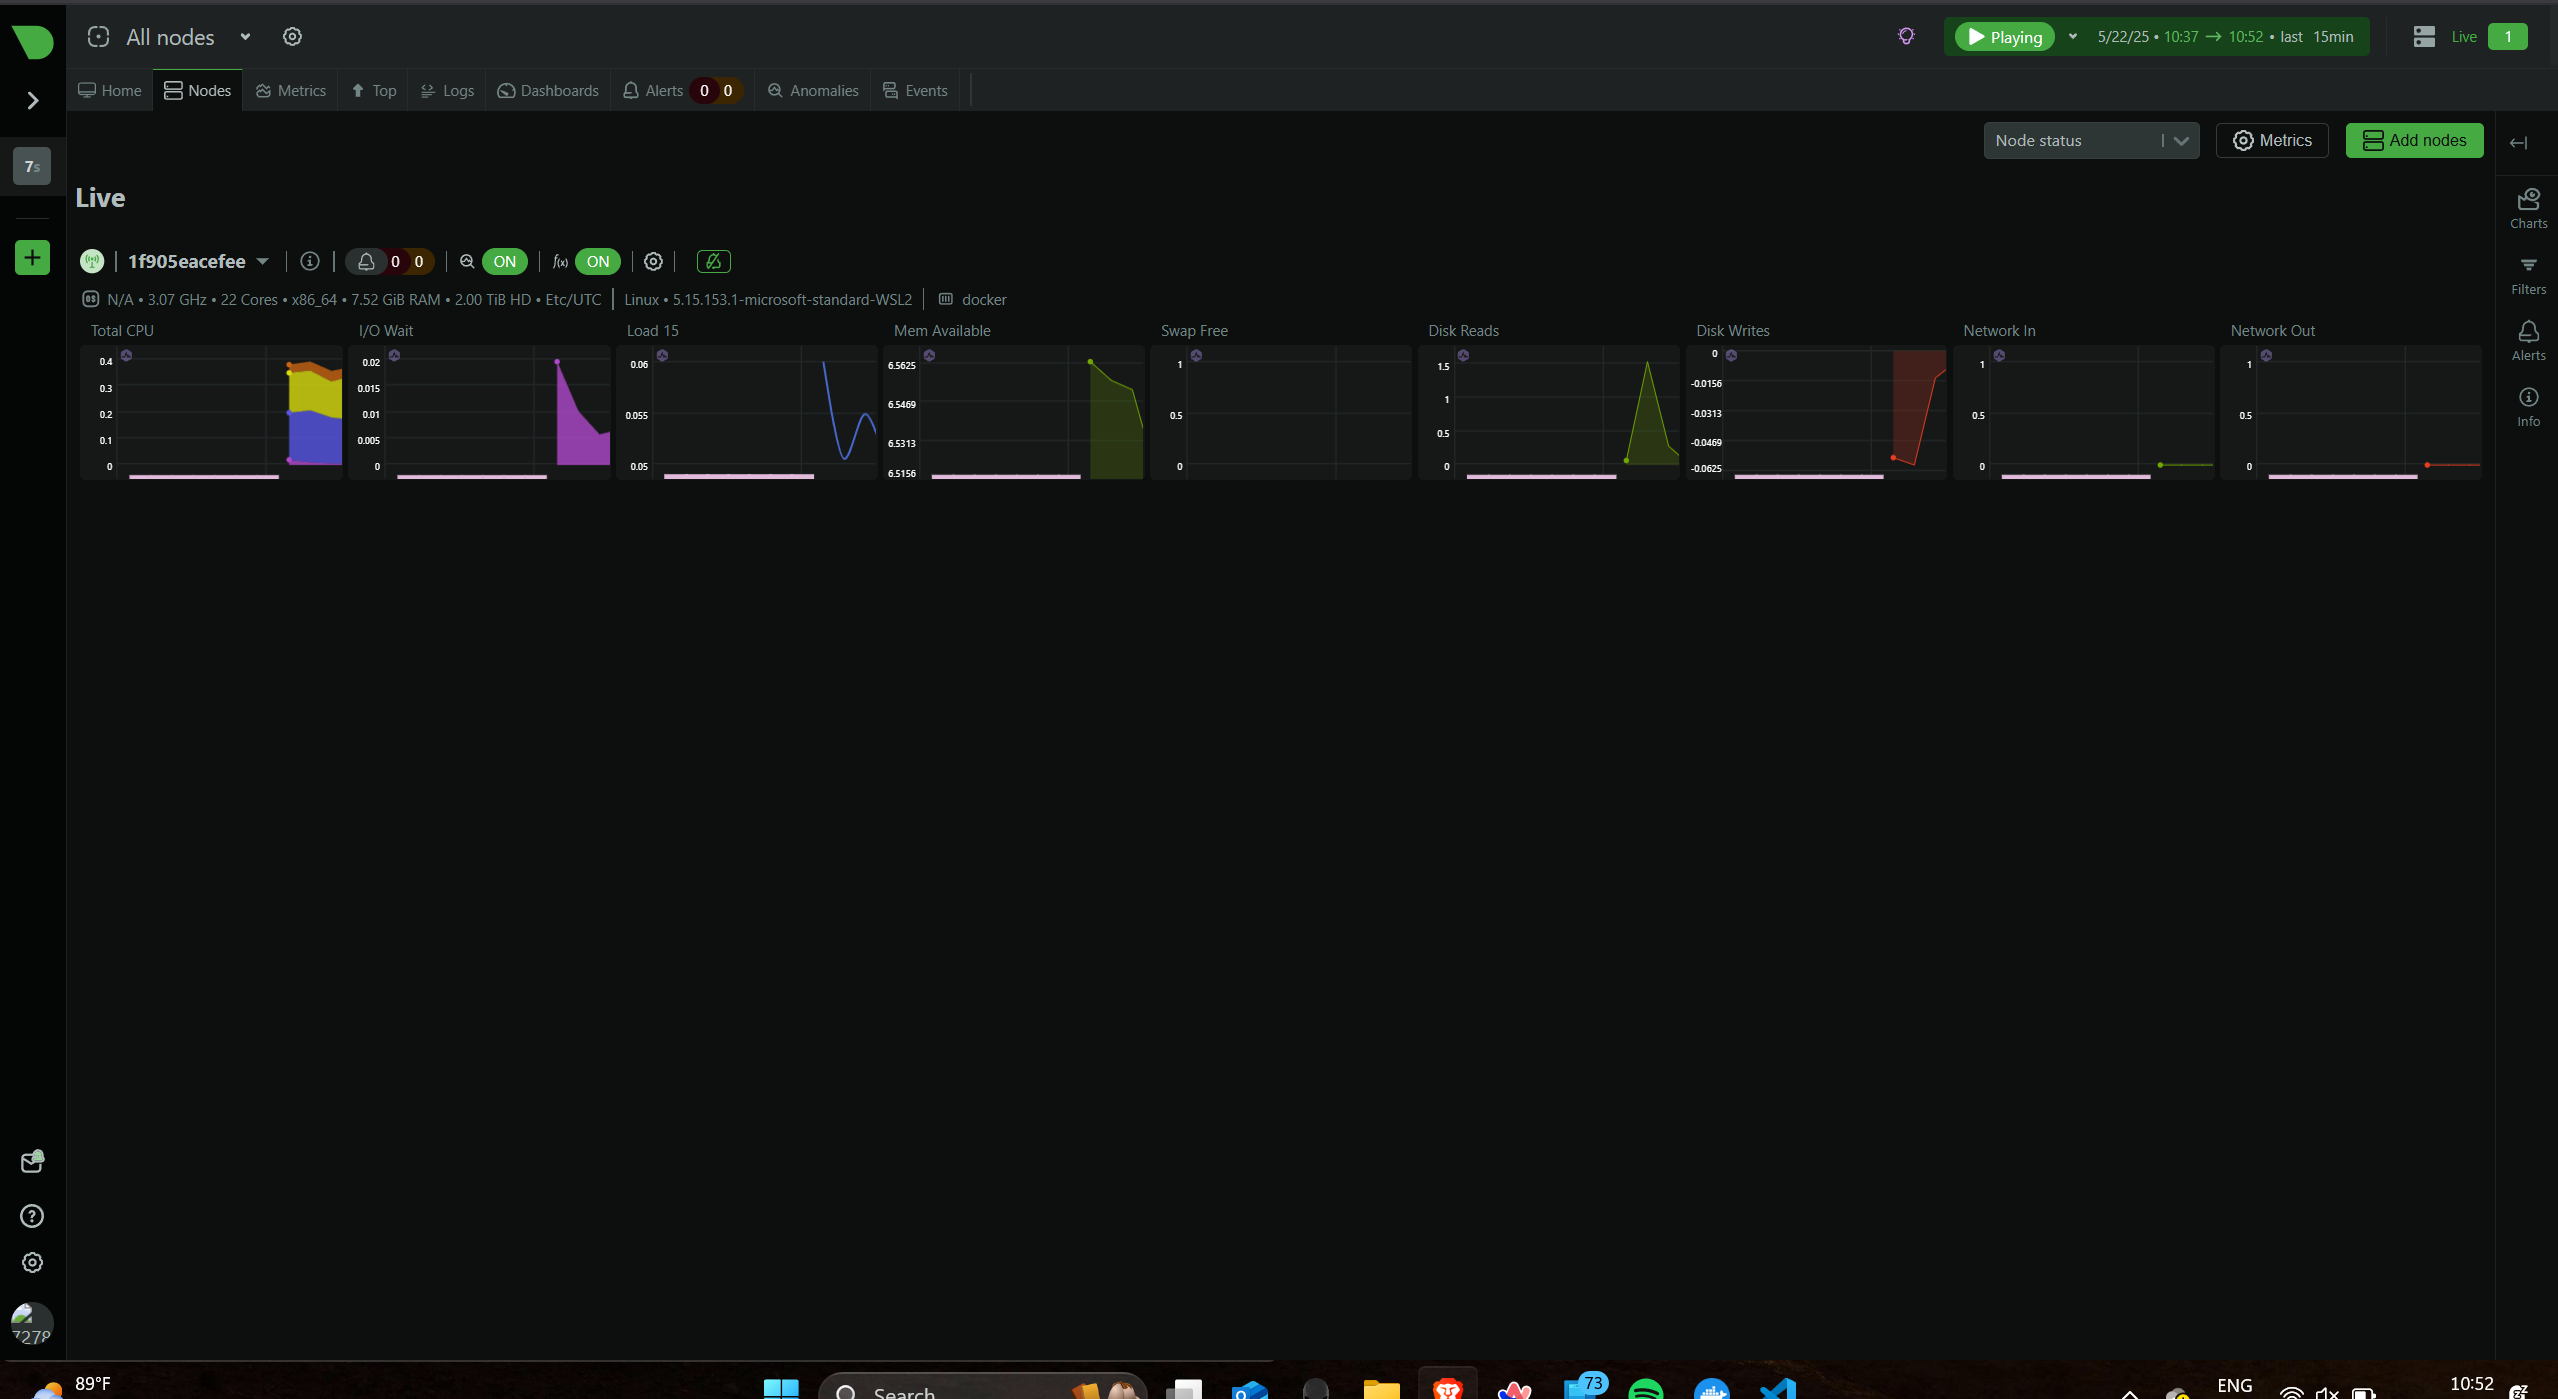 All nodes
Playing 5/22/25 • 10:37 → 10:52 • last 15min
Live 1
Home Nodes Metrics Top Logs Dashboards Alerts 0 0 Anomalies Events
7s
Node status
Metrics
Add nodes
Live
Charts
Filters
Alerts
Info
1f905eacefee 0 0 ON f(x) ON
OS N/A • 3.07 GHz • 22 Cores • x86_64 • 7.52 GiB RAM • 2.00 TiB HD • Etc/UTC Linux • 5.15.153.1-microsoft-standard-WSL2 docker
Total CPU
0.4
0.3
0.2
0.1
0
I/O Wait
0.02
0.015
0.01
0.005
0
Load 15
0.06
0.055
0.05
Mem Available
6.5625
6.5469
6.5313
6.5156
Swap Free
1
0.5
0
Disk Reads
1.5
1
0.5
0
Disk Writes
0
-0.0156
-0.0313
-0.0469
-0.0625
Network In
1
0.5
0
Network Out
1
0.5
0
7278
89°F
Search
73
ENG
10:52